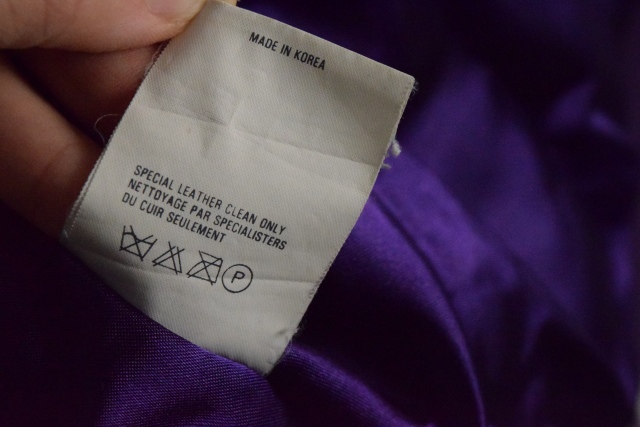 MADE IN KOREA
SPECIAL LEATHER CLEAN ONLY
NETTOYAGE PAR SPECIALISTERS
DU CUIR SEULEMENT
P